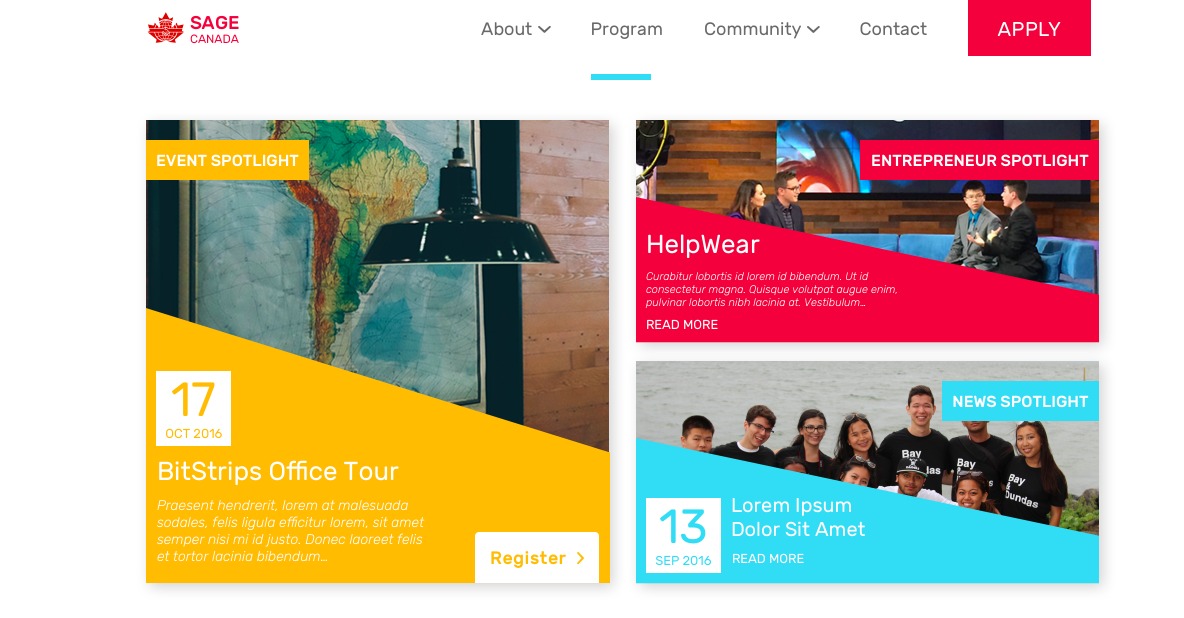 SAGE
CANADA
About
Program
Community
Contact
APPLY
EVENT SPOTLIGHT
17
OCT 2016
BitStrips Office Tour
Praesent hendrerit, lorem at malesuada
sodales, felis ligula efficitur lorem, sit amet
semper nisi mi id justo. Donec laoreet felis
et tortor lacinia bibendum...
Register
ENTREPRENEUR SPOTLIGHT
HelpWear
Curabitur lobortis id lorem id bibendum. Ut id
consectetur magna. Quisque volutpat augue enim,
pulvinar lobortis nibh lacinia at. Vestibulum...
READ MORE
NEWS SPOTLIGHT
Bay
Bay
Bay
&
Dundas
13
SEP 2016
Lorem Ipsum
Dolor Sit Amet
READ MORE